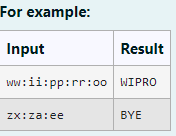 For example:
Input Result
ww:ii:pp:rr:oo WIPRO
zx:za:ee BYE